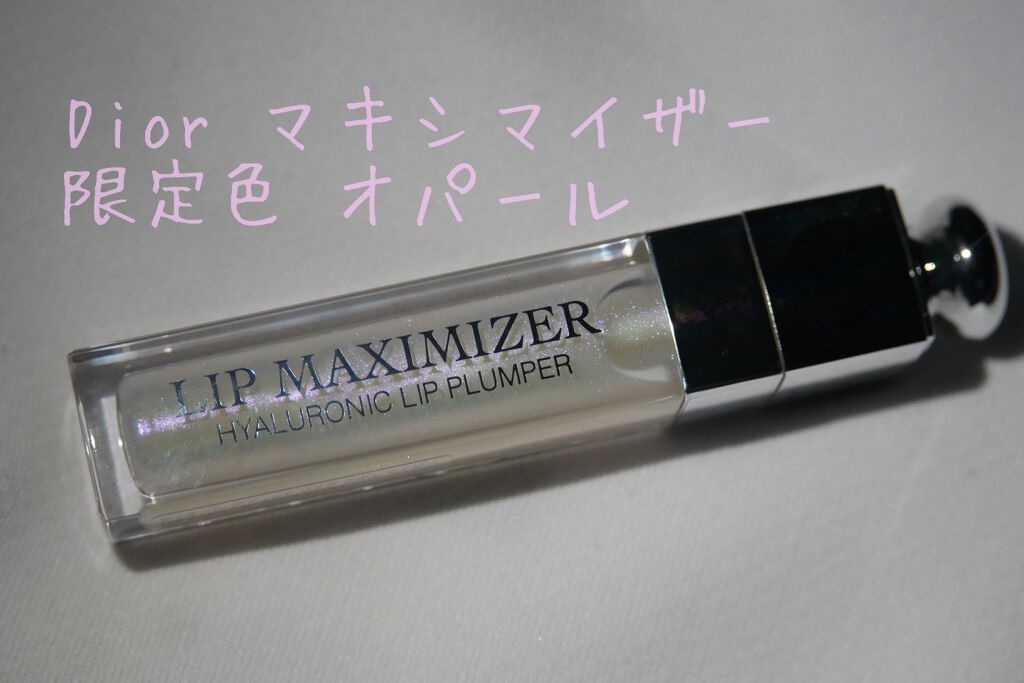 Dior マキシマイザー
限定色 オパール
LIP MAXIMIZER
HYALURONIC LIP PLUMPER